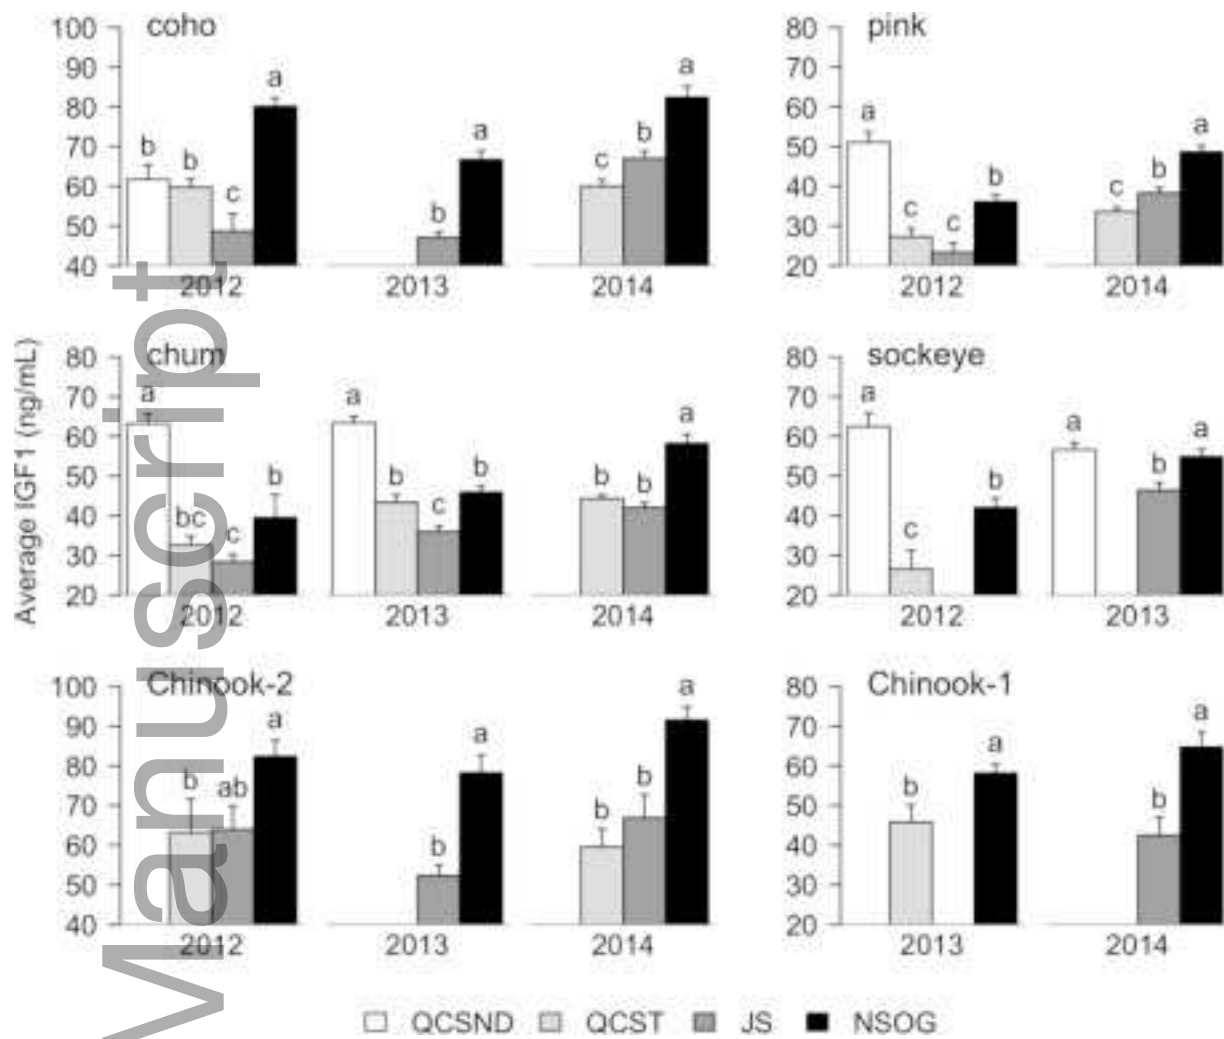 coho
100
90
80
70
60
50
40
b
b
c
a
b
a
c
b
a
2012
2013
2014
pink
80
70
60
50
40
30
20
a
c
c
b
c
b
a
2012
2014
Average IGF1 (ng/mL)
chum
80
70
60
50
40
30
20
a
bc
c
b
a
b
c
b
b
b
a
2012
2013
2014
sockeye
80
70
60
50
40
30
20
a
c
b
a
b
a
2012
2013
Chinook-2
100
90
80
70
60
50
40
b
ab
a
b
a
b
b
a
2012
2013
2014
Chinook-1
80
70
60
50
40
30
20
b
a
b
a
2013
2014
QCSND QCST JS NSOG
Manuscript